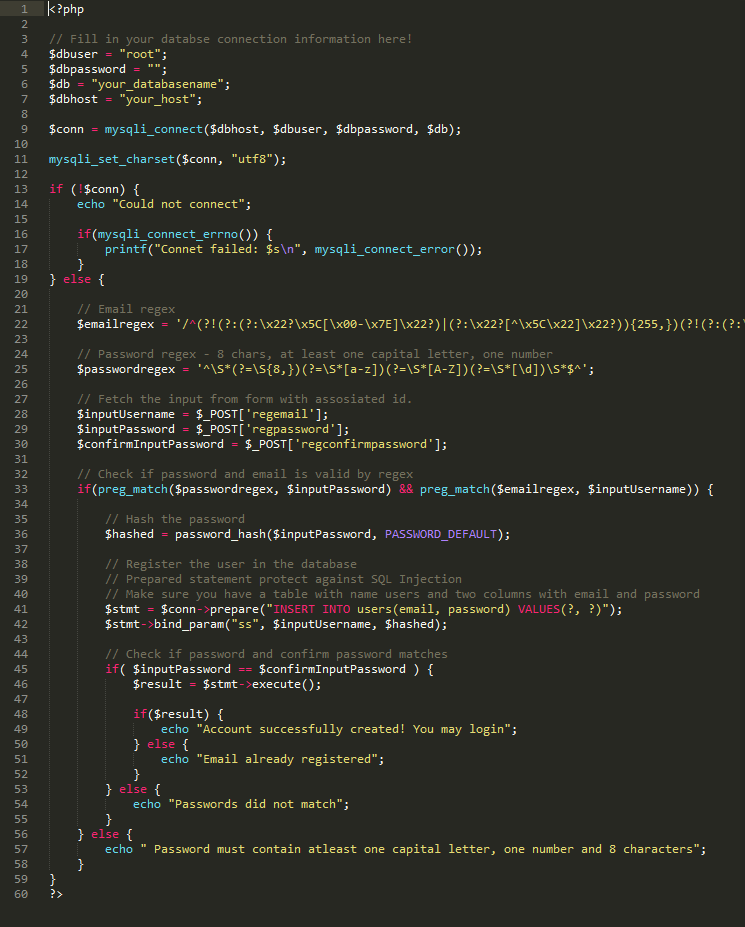 1 <?php
2
3 // Fill in your databse connection information here!
4 $dbuser = "root";
5 $dbpassword = "";
6 $db = "your_databasename";
7 $dbhost = "your_host";
8
9 $conn = mysqli_connect($dbhost, $dbuser, $dbpassword, $db);
10
11 mysqli_set_charset($conn, "utf8");
12
13 if (!$conn) {
14 echo "Could not connect";
15
16 if(mysqli_connect_errno()) {
17 printf("Connet failed: $s\n", mysqli_connect_error());
18 }
19 } else {
20
21 // Email regex
22 $emailregex = '/^(?!(?:(?:\x22?\x5C[\x00-\x7E]\x22?)|(?:\x22?[^\x5C\x22]\x22?)){255,})(?!(?:(?:\
23
24 // Password regex - 8 chars, at least one capital letter, one number
25 $passwordregex = '^\S*(?=\S{8,})(?=\S*[a-z])(?=\S*[A-Z])(?=\S*[\d])\S*$^';
26
27 // Fetch the input from form with assosiated id.
28 $inputUsername = $_POST['regemail'];
29 $inputPassword = $_POST['regpassword'];
30 $confirmInputPassword = $_POST['regconfirmpassword'];
31
32 // Check if password and email is valid by regex
33 if(preg_match($passwordregex, $inputPassword) && preg_match($emailregex, $inputUsername)) {
34
35 // Hash the password
36 $hashed = password_hash($inputPassword, PASSWORD_DEFAULT);
37
38 // Register the user in the database
39 // Prepared statement protect against SQL Injection
40 // Make sure you have a table with name users and two columns with email and password
41 $stmt = $conn->prepare("INSERT INTO users(email, password) VALUES(?, ?)");
42 $stmt->bind_param("ss", $inputUsername, $hashed);
43
44 // Check if password and confirm password matches
45 if( $inputPassword == $confirmInputPassword ) {
46 $result = $stmt->execute();
47
48 if($result) {
49 echo "Account successfully created! You may login";
50 } else {
51 echo "Email already registered";
52 }
53 } else {
54 echo "Passwords did not match";
55 }
56 } else {
57 echo " Password must contain atleast one capital letter, one number and 8 characters";
58 }
59 }
60 ?>